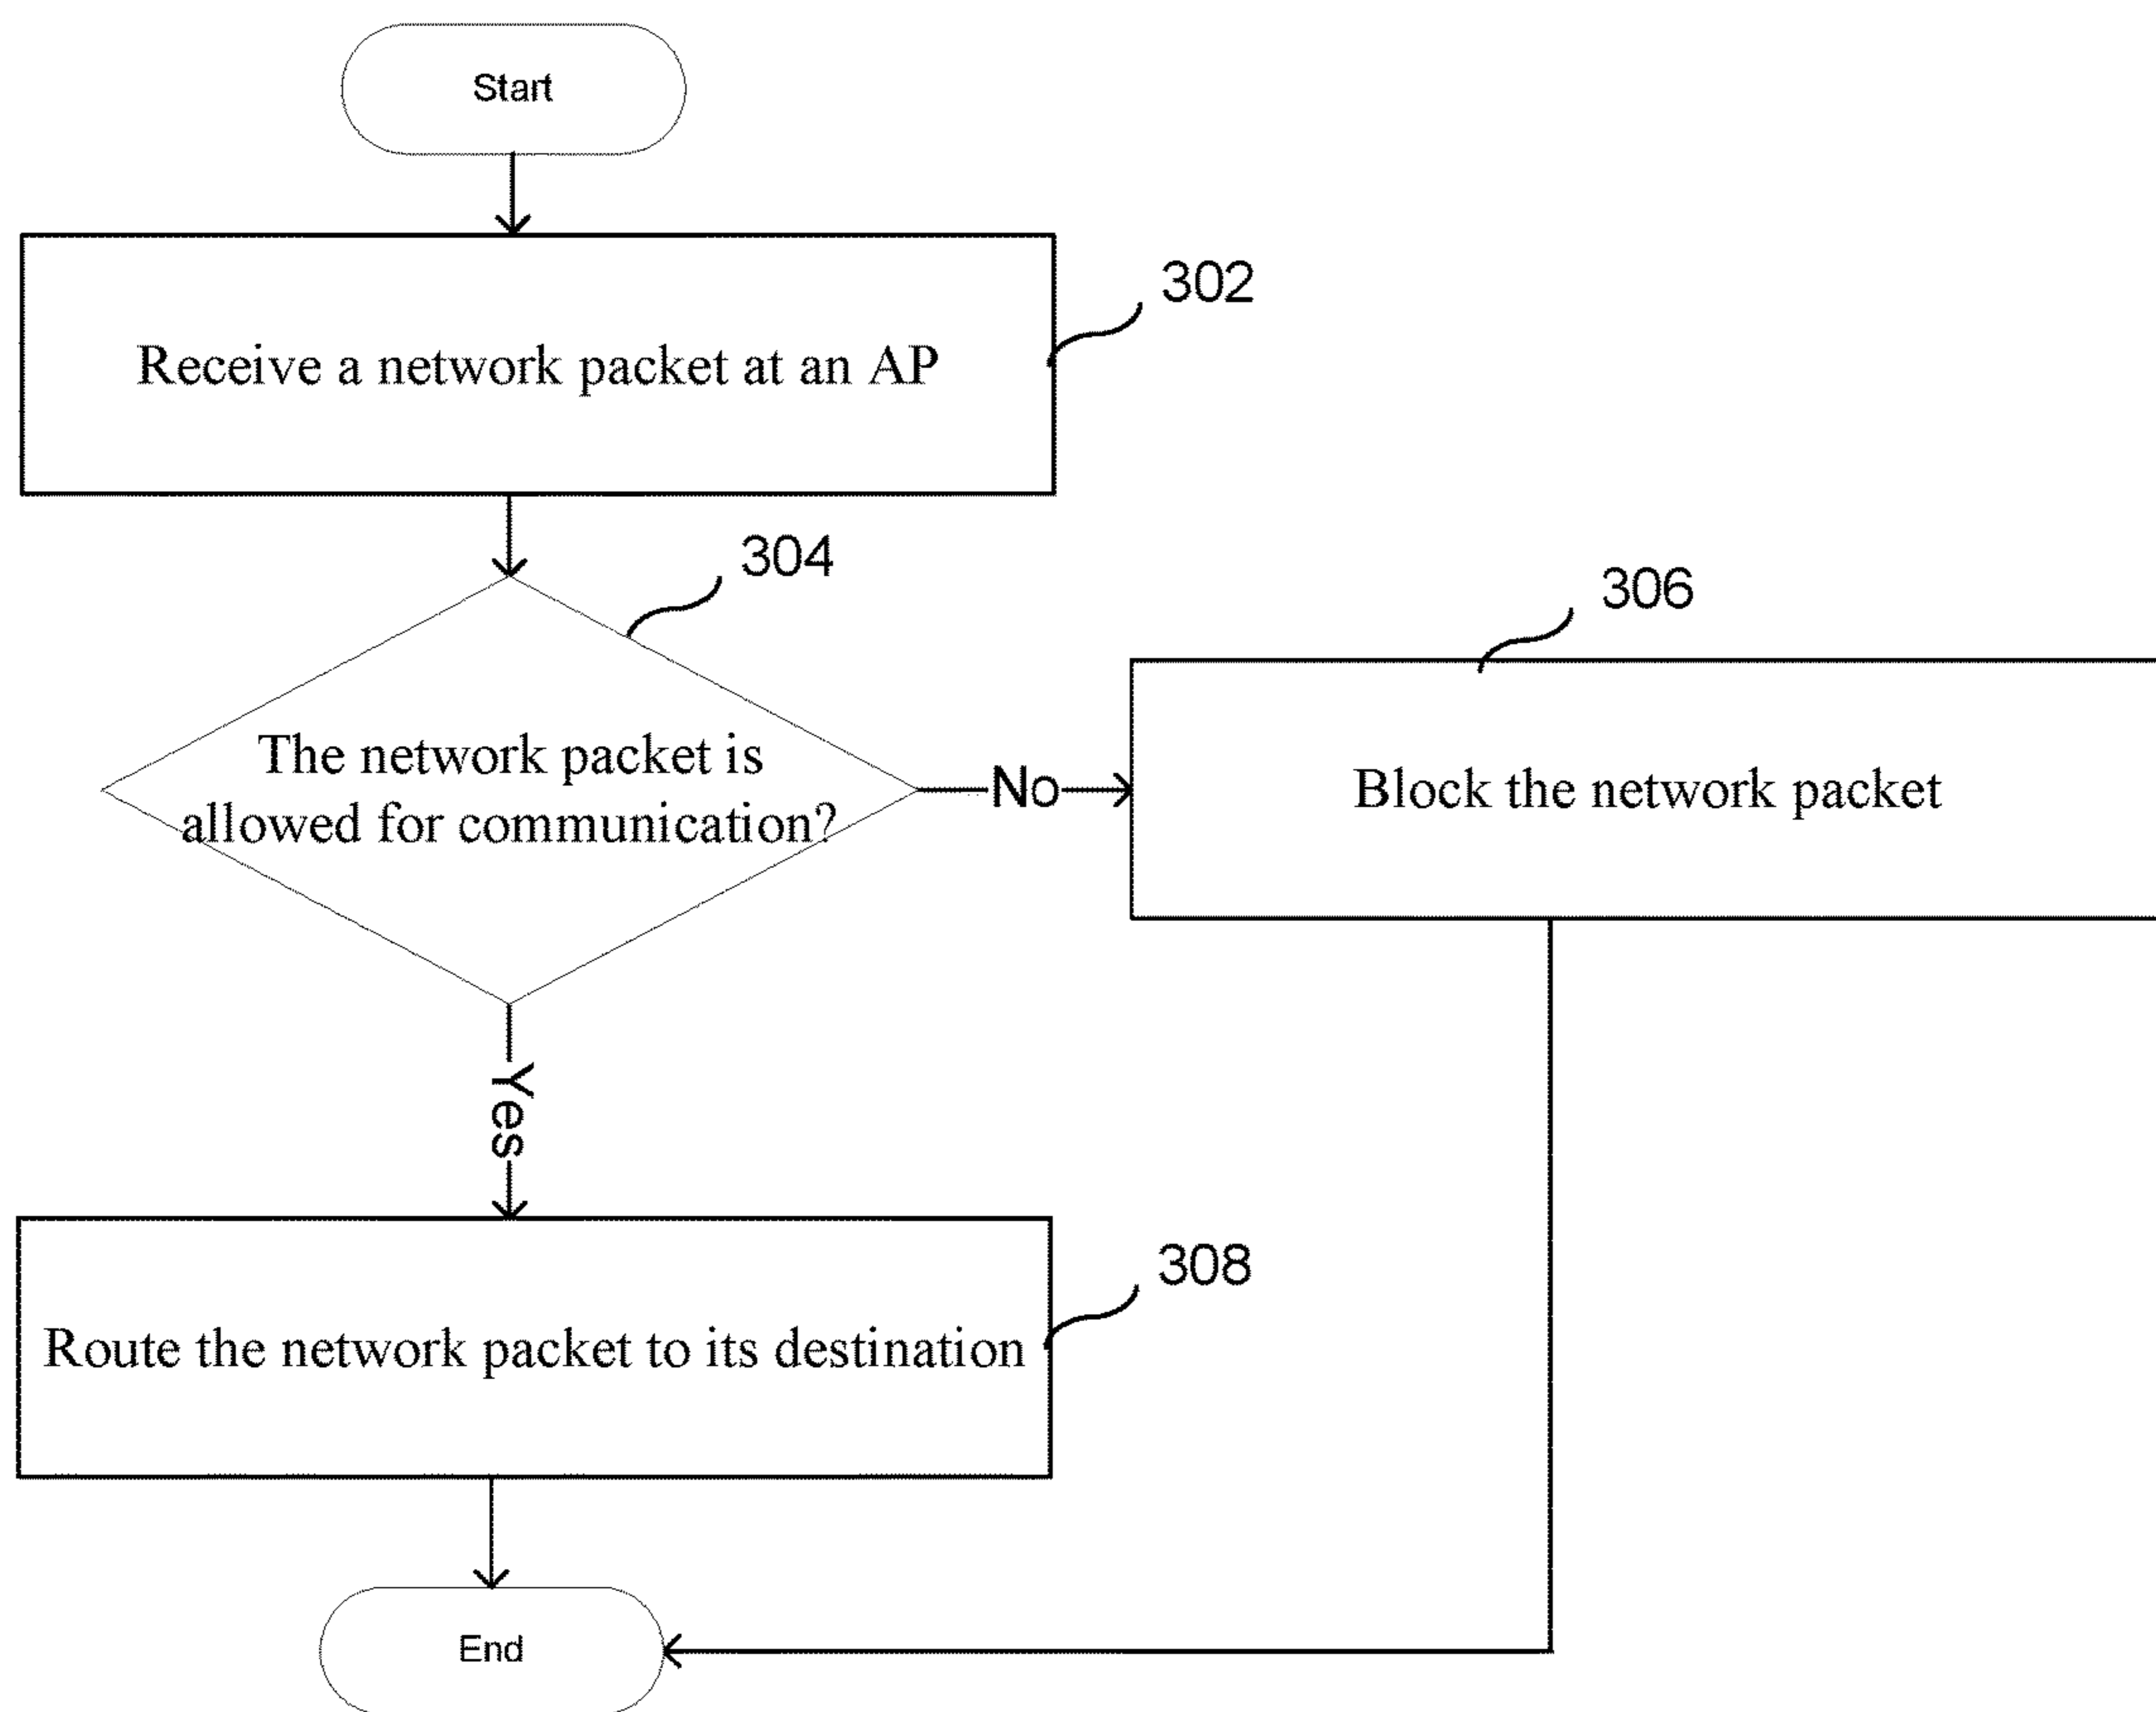 Start
302
Receive a network packet at an AP
304
306
The network packet is
allowed for communication?
No
Block the network packet
Yes
308
Route the network packet to its destination
End